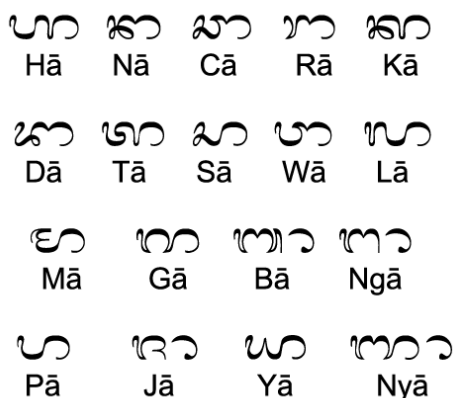 ᬳᬵ ᬦᬵ ᬘᬵ ᬭᬵ ᬓᬵ
Hā Nā Cā Rā Kā
ᬤᬵ ᬢᬵ ᬲᬵ ᬯᬵ ᬮᬵ
Dā Tā Sā Wā Lā
ᬫᬵ ᬕᬵ ᬩᬵ ᬗᬵ
Mā Gā Bā Ngā
ᬧᬵ ᬚᬵ ᬬᬵ ᬜᬵ
Pā Jā Yā Nyā